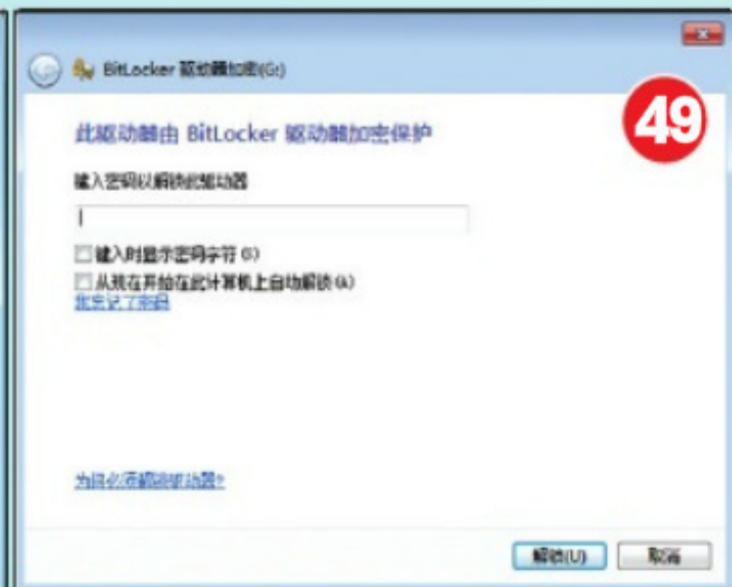 BitLocker 驱动器加密(G:)
49
此驱动器由 BitLocker 驱动器加密保护
键入密码以解锁此驱动器
键入时显示密码字符(S)
从现在开始在此计算机上自动解锁(A)
我忘记了密码
为何必须解锁驱动器?
解锁(U)
取消